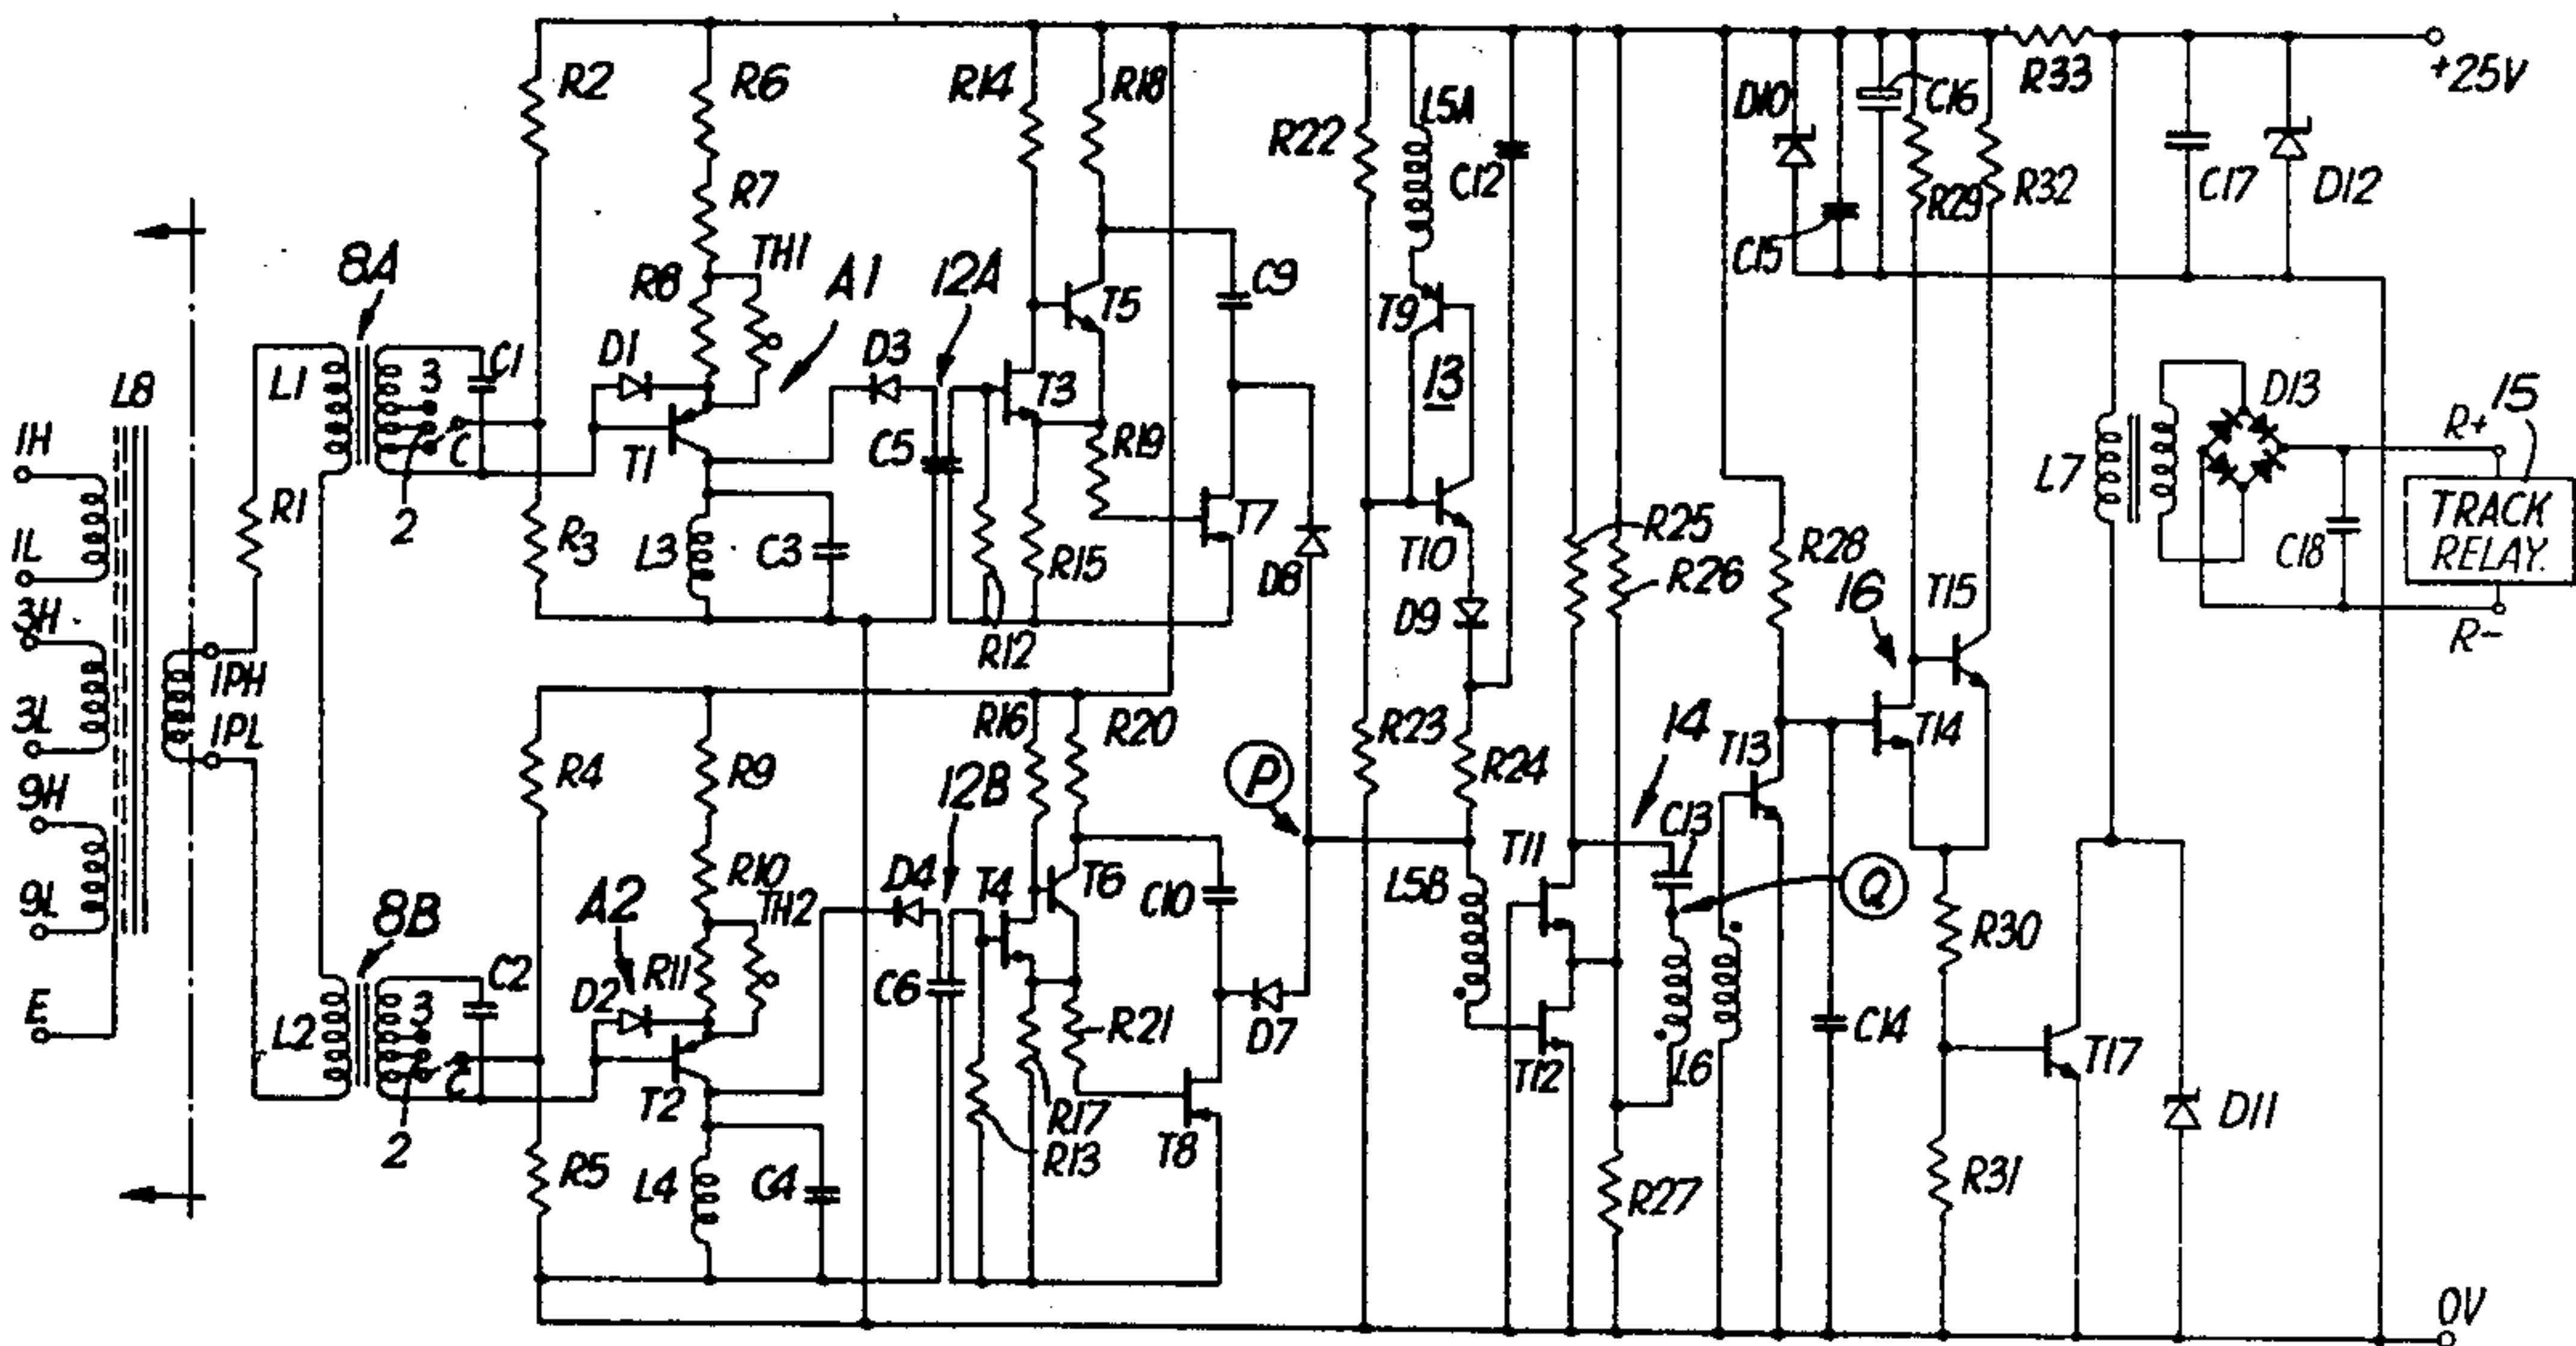 R2
R6
R14
R18
R33
+25V
D10
C16
L5A
R22
C12
R7
TH1
R8
A1
12A
C9
C15
R29
R32
C17
D12
8A
T5
T9
13
L8
L1
3
C1
D1
D3
T3
D13
15
R+
1H
R1
C
T1
C5
R19
L7
TRACK
RELAY.
1L
2
R3
L3
C3
R15
T7
D8
T10
R25
R26
R28
C18
3H
1PH
R12
D9
16
T15
R-
3L
1PL
R4
R9
R16
R20
R23
R24
14
T13
T14
9H
R10
TH2
12B
P
C13
9L
8B
A2
D4
T4
T6
C10
L5B
T11
Q
R30
E
L2
3
C2
D2
R11
C6
R21
D7
C14
C
T2
T12
L6
T17
D11
2
R5
L4
C4
R17
R13
T8
R27
R31
0V